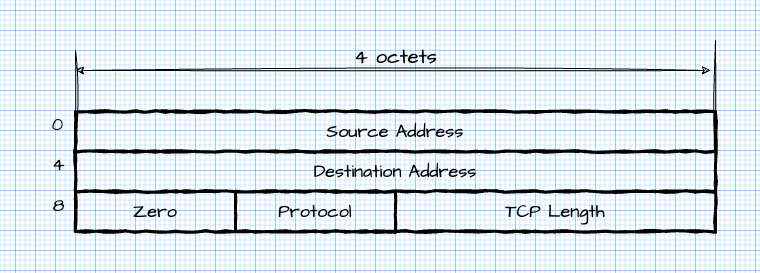 4 octets
0
Source Address
4
Destination Address
8
Zero Protocol TCP Length